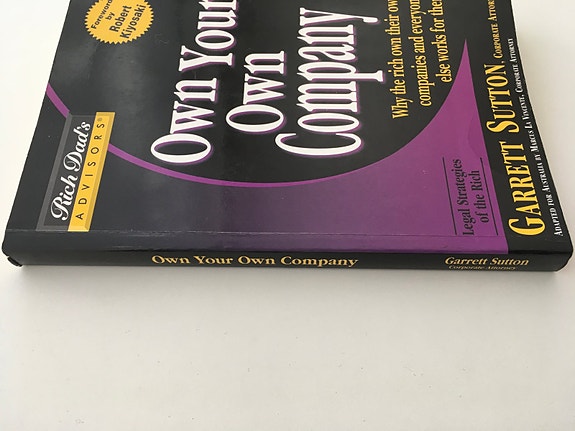 Foreword
by
Robert
Kiyosaki
Own Your
Own
Company
Why the rich own their own
companies and everyone
else works for them
Rich Dad's
ADVISORS®
Legal Strategies
of the Rich
GARRETT SUTTON, CORPORATE ATTOR
ADAPTED FOR AUSTRALIA BY MARCUS LA VINCENTE, CORPORATE ATTORNEY
Own Your Own Company
Garrett Sutton
Corporate Attorney